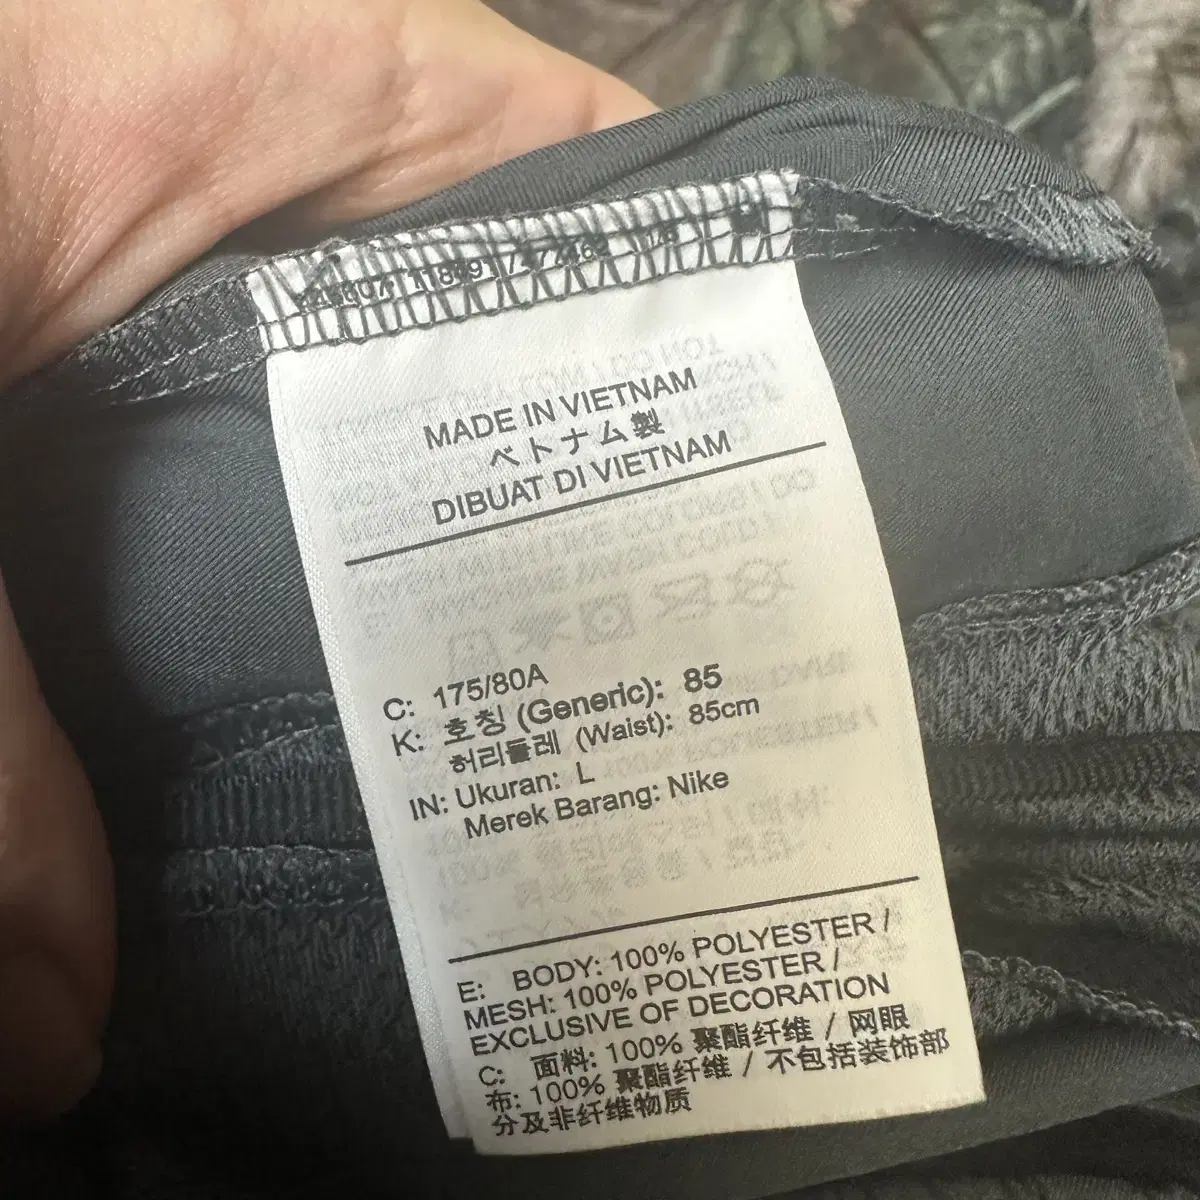 MADE IN VIETNAM
ベトナム製
DIBUAT DI VIETNAM
C: 175/80A
K: 호칭 (Generic): 85
허리둘레 (Waist): 85cm
IN: Ukuran: L
Merek Barang: Nike
E: BODY: 100% POLYESTER /
MESH: 100% POLYESTER /
EXCLUSIVE OF DECORATION
C: 面料: 100% 聚酯纤维 / 网眼
布: 100% 聚酯纤维 / 不包括装饰部
分及非纤维物质